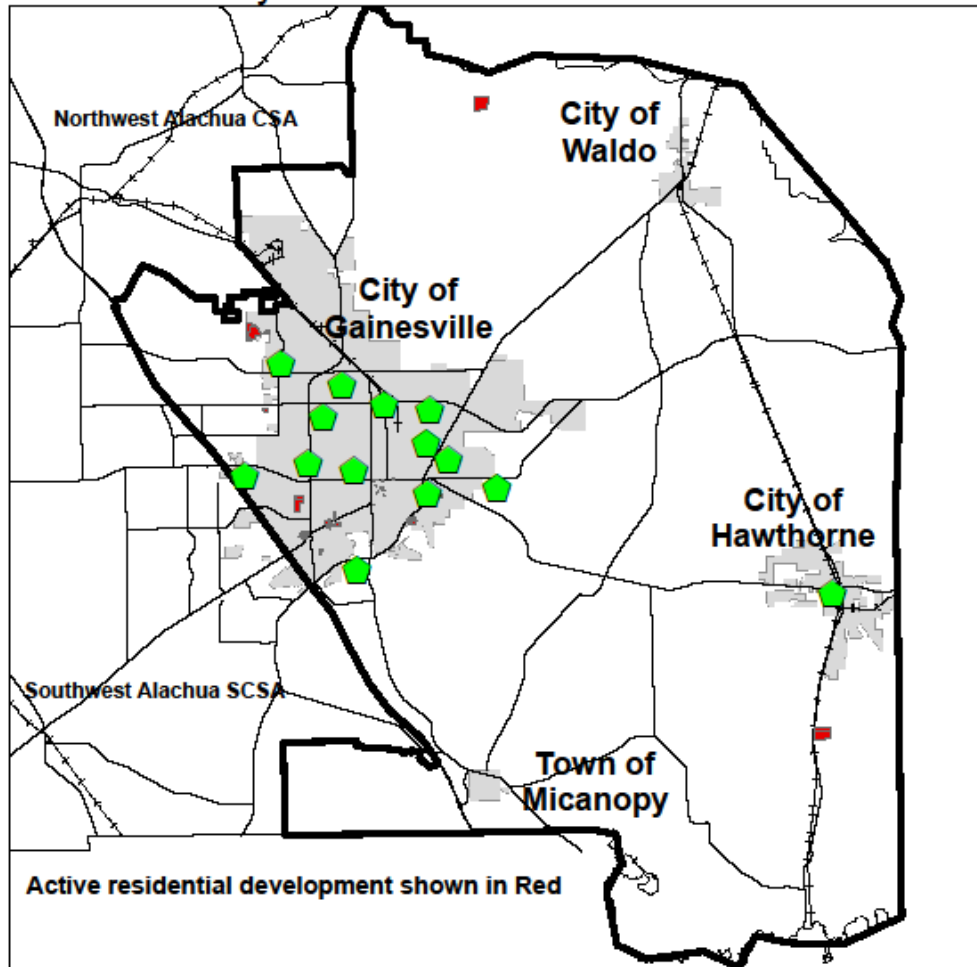 Northwest Alachua CSA
City of
Waldo
City of
Gainesville
City of
Hawthorne
Southwest Alachua SCSA
Town of
Micanopy
Active residential development shown in Red